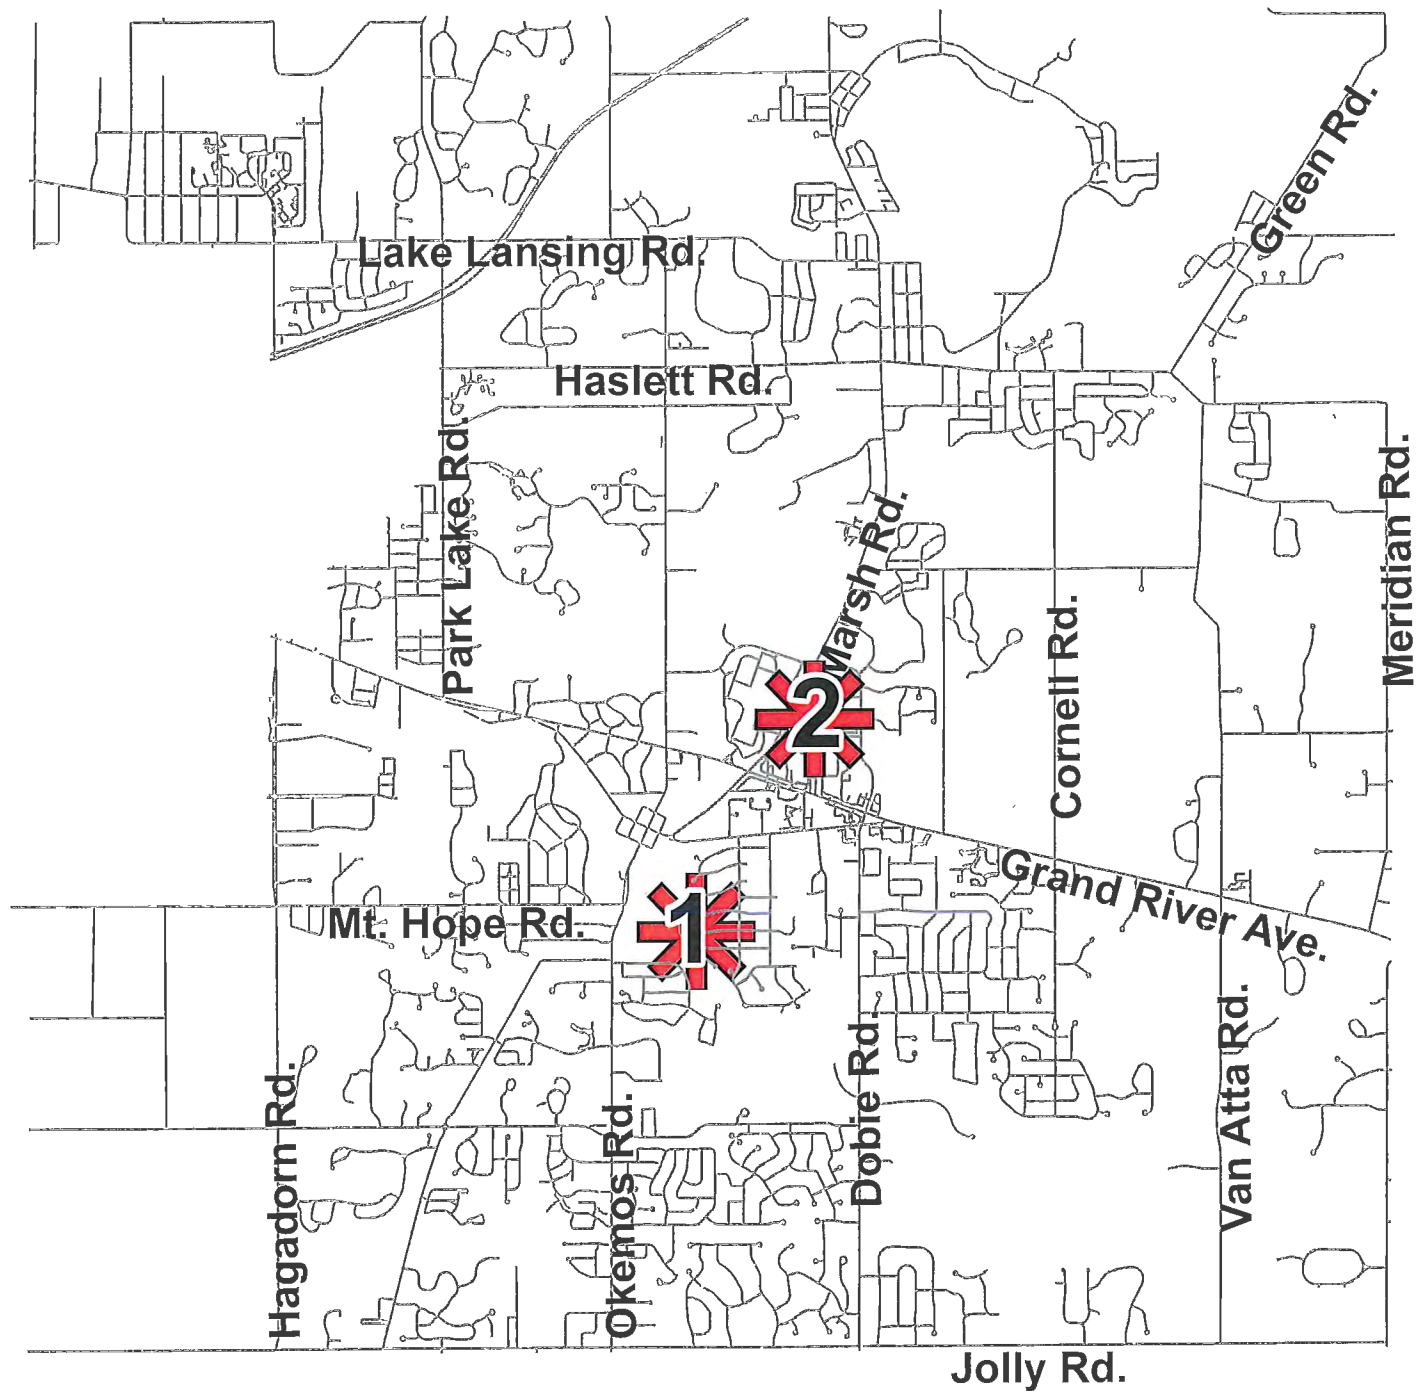 Green Rd.
Lake Lansing Rd.
Haslett Rd.
Park Lake Rd.
Meridian Rd.
Marsh Rd.
Cornell Rd.
2
Grand River Ave.
1
Mt. Hope Rd.
Van Atta Rd.
Dobie Rd.
Hagadorn Rd.
Okemos Rd.
Jolly Rd.